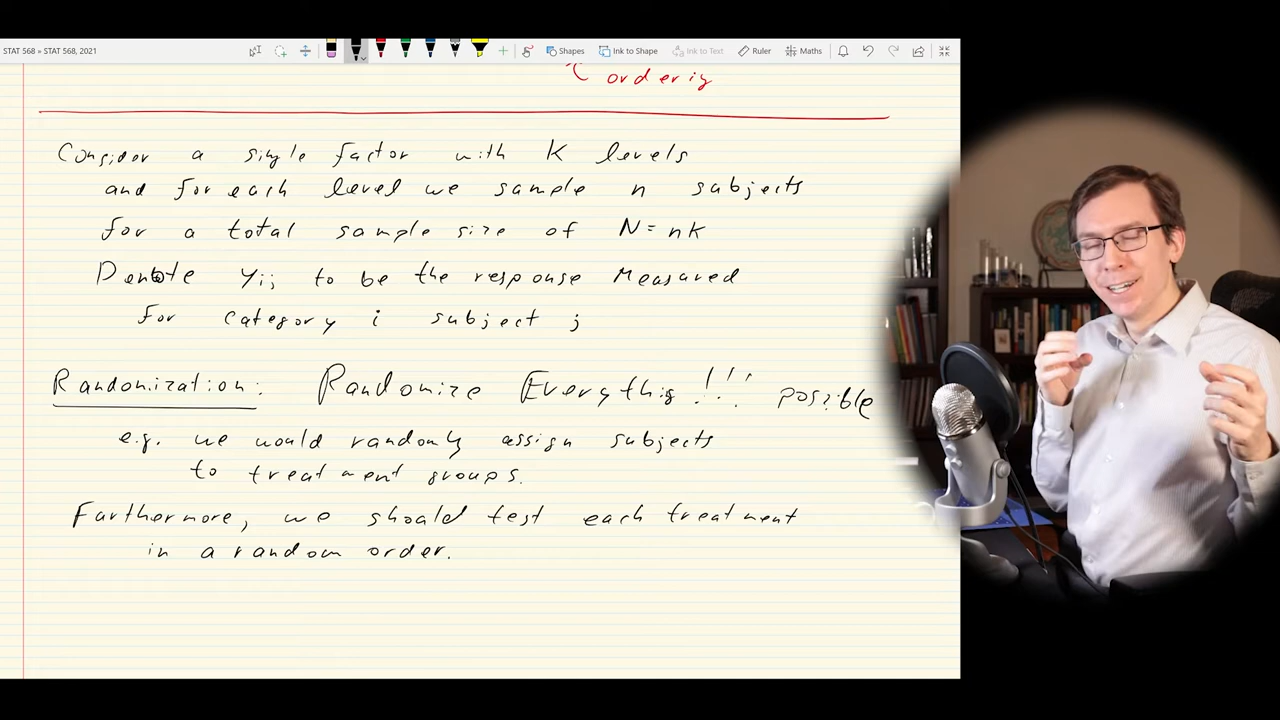 STAT 568 » STAT 568, 2021
Shapes
Ink to Shape
Ink to Text
Ruler
Maths
ordering
Consider a single factor with K levels
and for each level we sample n subjects
for a total sample size of N = nK
Denote yij to be the response measured
for category i subject j
Randomization: Randomize Everything!!! possible
e.g. we would randomly assign subjects
to treatment groups.
Furthermore, we should test each treatment
in a random order.